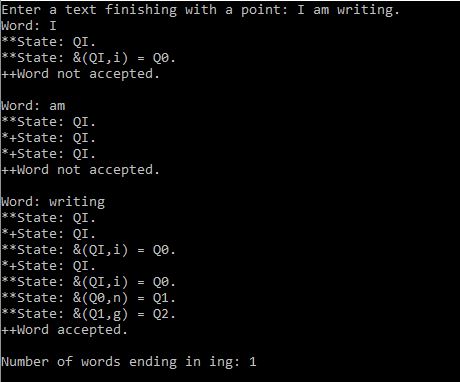 Enter a text finishing with a point: I am writing.
Word: I
**State: QI.
**State: &(QI,i) = Q0.
++Word not accepted.
Word: am
**State: QI.
*+State: QI.
*+State: QI.
++Word not accepted.
Word: writing
**State: QI.
*+State: QI.
**State: &(QI,i) = Q0.
*+State: QI.
**State: &(QI,i) = Q0.
**State: &(Q0,n) = Q1.
**State: &(Q1,g) = Q2.
++Word accepted.
Number of words ending in ing: 1